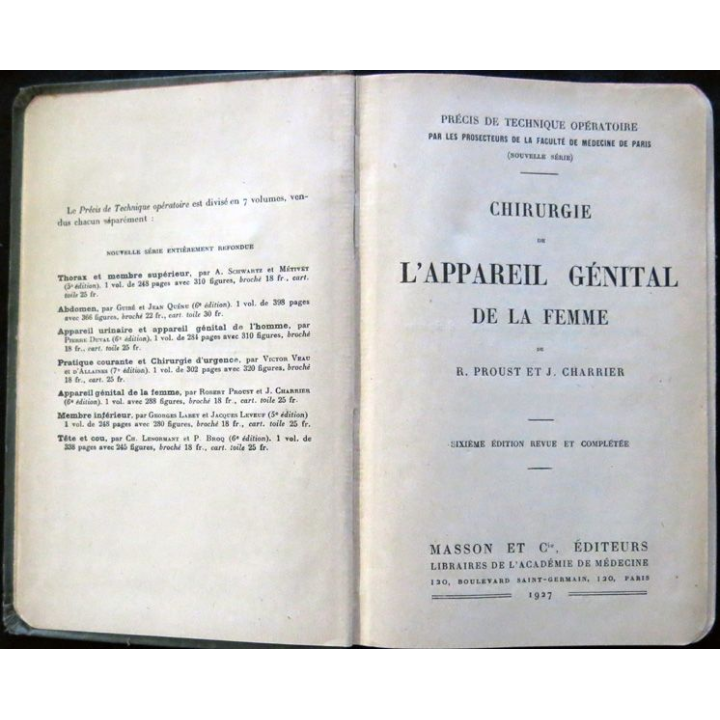 Le Précis de Technique opératoire est divisé en 7 volumes, ven-
dus chacun séparément :
NOUVELLE SÉRIE ENTIÈREMENT REFONDUE
Thorax et membre supérieur, par A. SCHWARTZ et MÉTIVET
(5e édition). 1 vol. de 248 pages avec 310 figures, broché 18 fr., cart.
toile 25 fr.
Abdomen, par GUIBÉ et JEAN QUÉNU (6e édition). 1 vol. de 398 pages
avec 366 figures, broché 22 fr., cart. toile 30 fr.
Appareil urinaire et appareil génital de l'homme, par
PIERRE DUVAL (6e édition). 1 vol. de 284 pages avec 310 figures, broché
18 fr., cart. toile 25 fr.
Pratique courante et Chirurgie d'urgence, par VICTOR VEAU
et D'ALLAINES (7e édition). 1 vol. de 302 pages avec 320 figures, broché
18 fr., cart. 25 fr.
Appareil génital de la femme, par ROBERT PROUST et J. CHARRIER
(6e édition). 1 vol. avec 288 figures, broché 18 fr., cart. toile 25 fr.
Membre inférieur, par GEORGES LABEY et JACQUES LEVEUF (5e édition)
1 vol. de 248 pages avec 280 figures, broché 18 fr., cart. toile 25 fr.
Tête et cou, par CH. LENORMANT et P. BROQ (6e édition). 1 vol. de
338 pages avec 245 figures, broché 18 fr., cart. toile 25 fr.
PRÉCIS DE TECHNIQUE OPÉRATOIRE
PAR LES PROSECTEURS DE LA FACULTÉ DE MÉDECINE DE PARIS
(NOUVELLE SÉRIE)
CHIRURGIE
DE
L'APPAREIL GÉNITAL
DE LA FEMME
DE
R. PROUST ET J. CHARRIER
SIXIÈME ÉDITION REVUE ET COMPLÉTÉE
MASSON ET Cie, ÉDITEURS
LIBRAIRES DE L'ACADÉMIE DE MÉDECINE
120, BOULEVARD SAINT-GERMAIN, 120, PARIS
1927